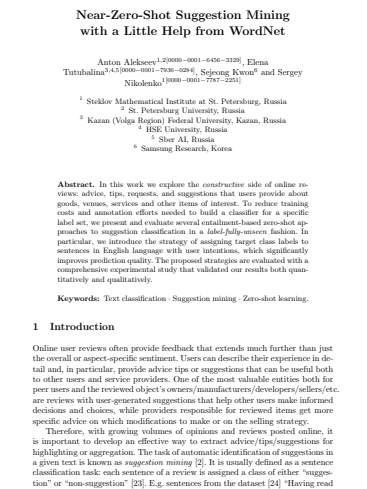 Near-Zero-Shot Suggestion Mining
with a Little Help from WordNet
Anton Alekseev1,2[0000−0001−6456−3329], Elena
Tutubalina3,4,5[0000−0001−7936−0284], Sejeong Kwon6 and Sergey
Nikolenko1[0000−0001−7787−2251]
1 Steklov Mathematical Institute at St. Petersburg, Russia
2 St. Petersburg University, Russia
3 Kazan (Volga Region) Federal University, Kazan, Russia
4 HSE University, Russia
5 Sber AI, Russia
6 Samsung Research, Korea
Abstract. In this work we explore the constructive side of online re-
views: advice, tips, requests, and suggestions that users provide about
goods, venues, services and other items of interest. To reduce training
costs and annotation efforts needed to build a classifier for a specific
label set, we present and evaluate several entailment-based zero-shot ap-
proaches to suggestion classification in a label-fully-unseen fashion. In
particular, we introduce the strategy of assigning target class labels to
sentences in English language with user intentions, which significantly
improves prediction quality. The proposed strategies are evaluated with a
comprehensive experimental study that validated our results both quan-
titatively and qualitatively.
Keywords: Text classification · Suggestion mining · Zero-shot learning.
1 Introduction
Online user reviews often provide feedback that extends much further than just
the overall or aspect-specific sentiment. Users can describe their experience in de-
tail and, in particular, provide advice tips or suggestions that can be useful both
to other users and service providers. One of the most valuable entities both for
peer users and the reviewed object's owners/manufacturers/developers/sellers/etc.
are reviews with user-generated suggestions that help other users make informed
decisions and choices, while providers responsible for reviewed items get more
specific advice on which modifications to make or on the selling strategy.
Therefore, with growing volumes of opinions and reviews posted online, it
is important to develop an effective way to extract advice/tips/suggestions for
highlighting or aggregation. The task of automatic identification of suggestions in
a given text is known as suggestion mining [2]. It is usually defined as a sentence
classification task: each sentence of a review is assigned a class of either "sugges-
tion" or "non-suggestion" [23]. E.g. sentences from the dataset [24] "Having read